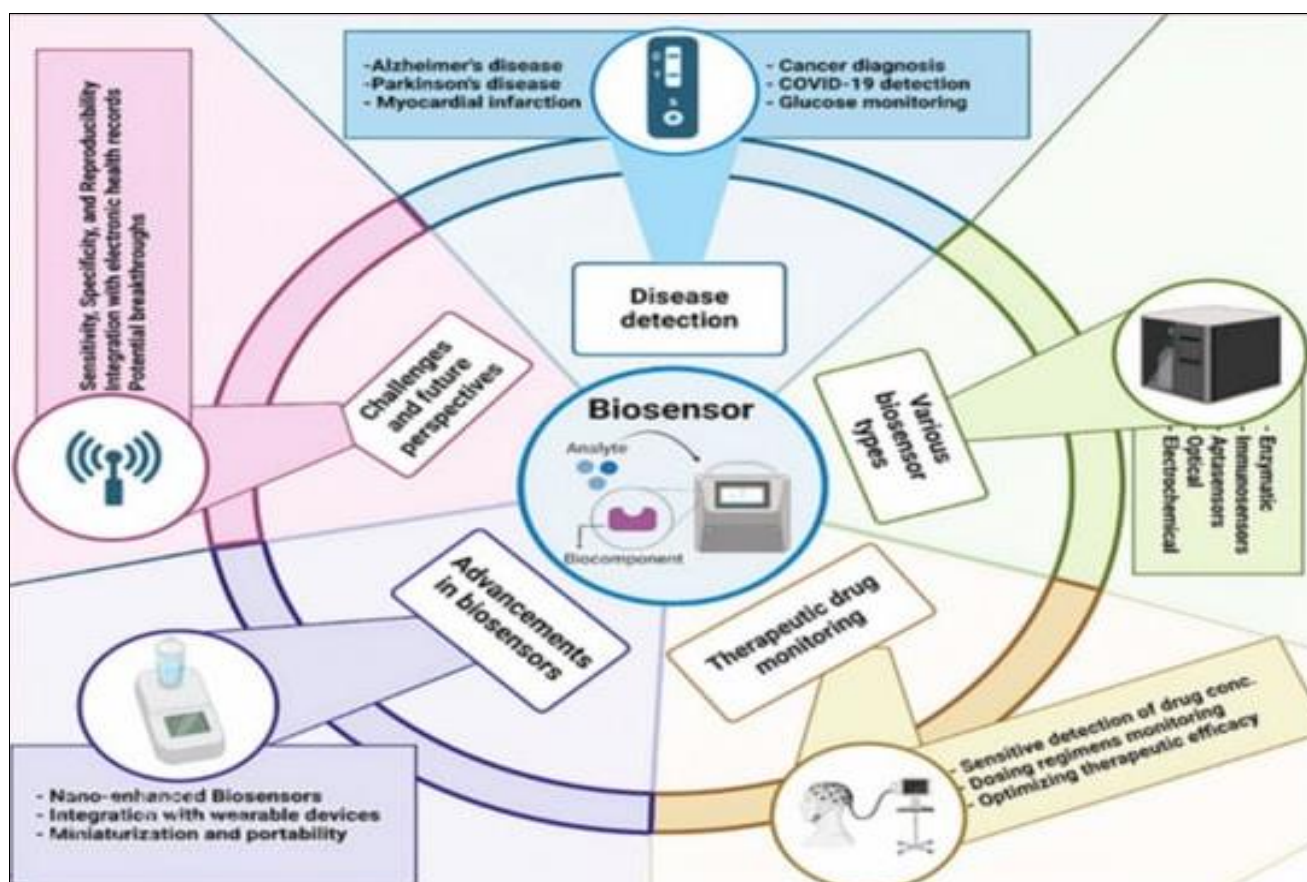 -Alzheimer's disease
-Parkinson's disease
- Myocardial infarction
- Cancer diagnosis
- COVID-19 detection
- Glucose monitoring
Disease
detection
Sensitivity, Specificity, and Reproducibility
Integration with electronic health records
Potential breakthroughs
Challenges
and future
perspectives
Biosensor
Analyte
Biocomponent
Various
biosensor
types
- Enzymatic
- Immunosensors
- Aptasensors
- Optical
- Electrochemical
Advancements
in biosensors
- Nano-enhanced Biosensors
- Integration with wearable devices
- Miniaturization and portability
Therapeutic drug
monitoring
- Sensitive detection of drug conc.
- Dosing regimens monitoring
- Optimizing therapeutic efficacy